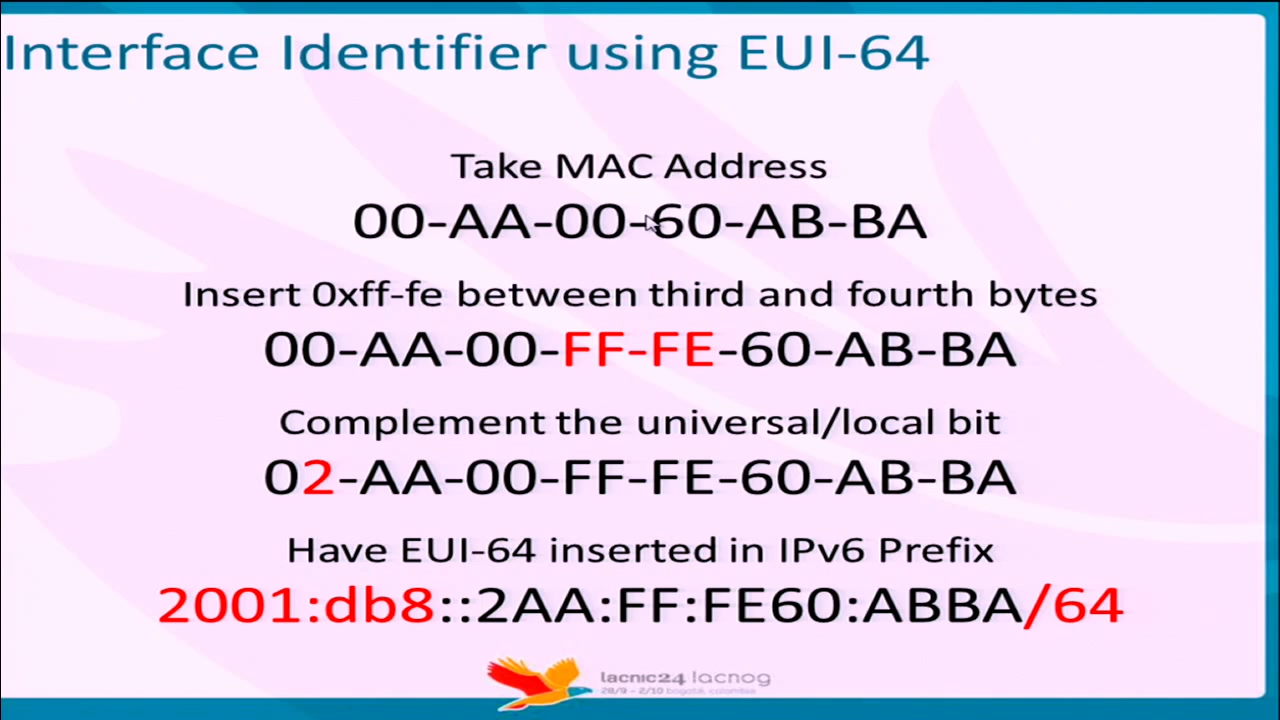 Interface Identifier using EUI-64
Take MAC Address
00-AA-00-60-AB-BA
Insert 0xff-fe between third and fourth bytes
00-AA-00-FF-FE-60-AB-BA
Complement the universal/local bit
02-AA-00-FF-FE-60-AB-BA
Have EUI-64 inserted in IPv6 Prefix
2001:db8::2AA:FF:FE60:ABBA/64
lacnic24 lacnog
28/9 - 2/10 bogotá, colombia